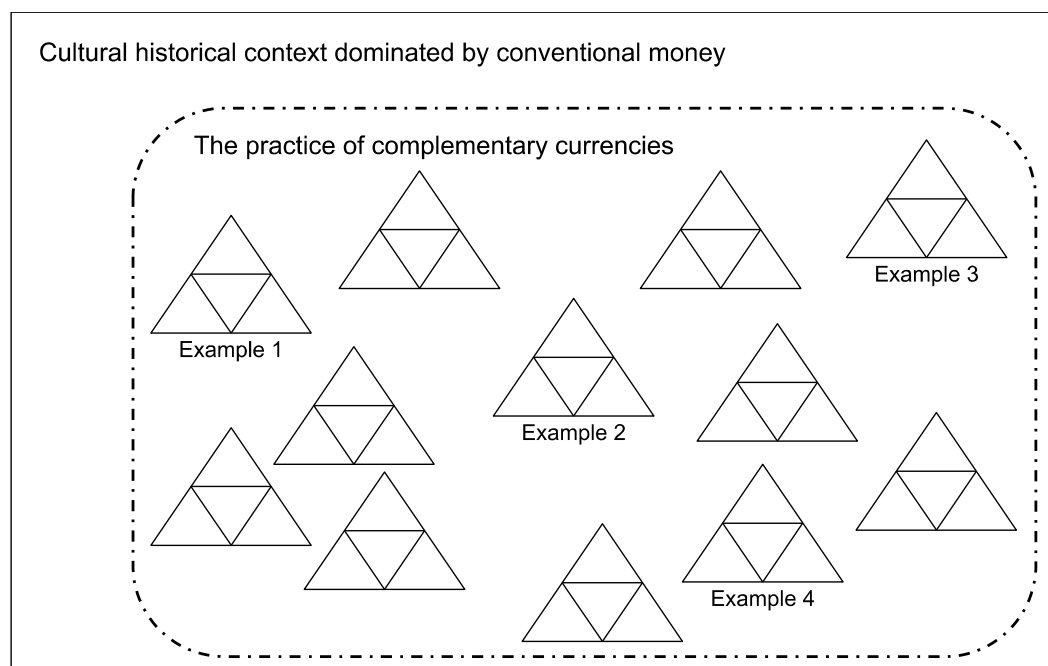 Cultural historical context dominated by conventional money
The practice of complementary currencies
Example 3
Example 1
Example 2
Example 4